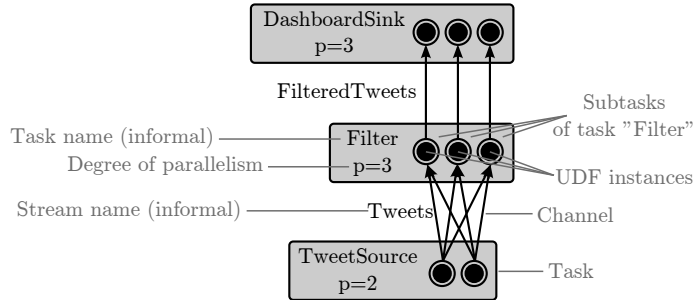 DashboardSink
p=3
FilteredTweets
Subtasks
of task "Filter"
Task name (informal)
Filter
Degree of parallelism
p=3
UDF instances
Stream name (informal)
Tweets
Channel
TweetSource
p=2
Task